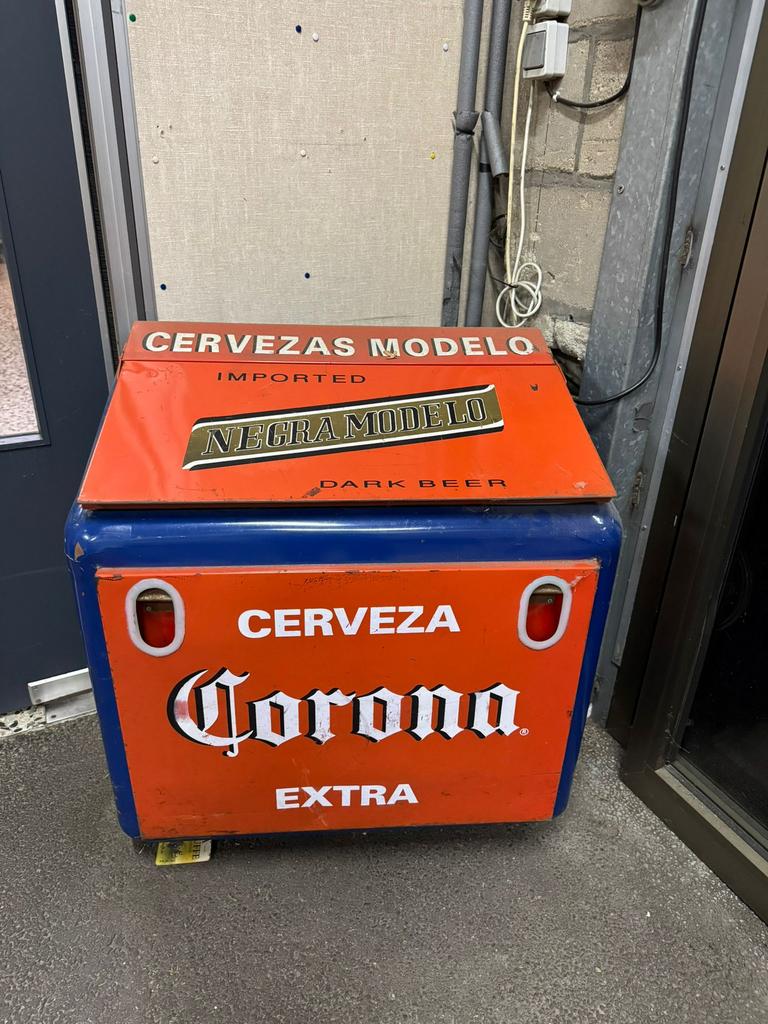 CERVEZAS MODELO
IMPORTED
NEGRA MODELO
DARK BEER
CERVEZA
Corona®
EXTRA